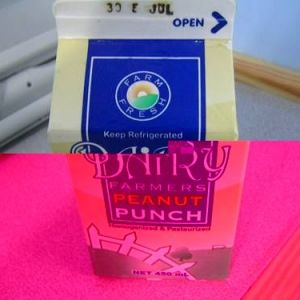 30 E JUL
OPEN
FARM
FRESH
Keep Refrigerated
DAIRY
FARMERS
PEANUT
PUNCH
Homogenized & Pasteurized
NET 450 mL